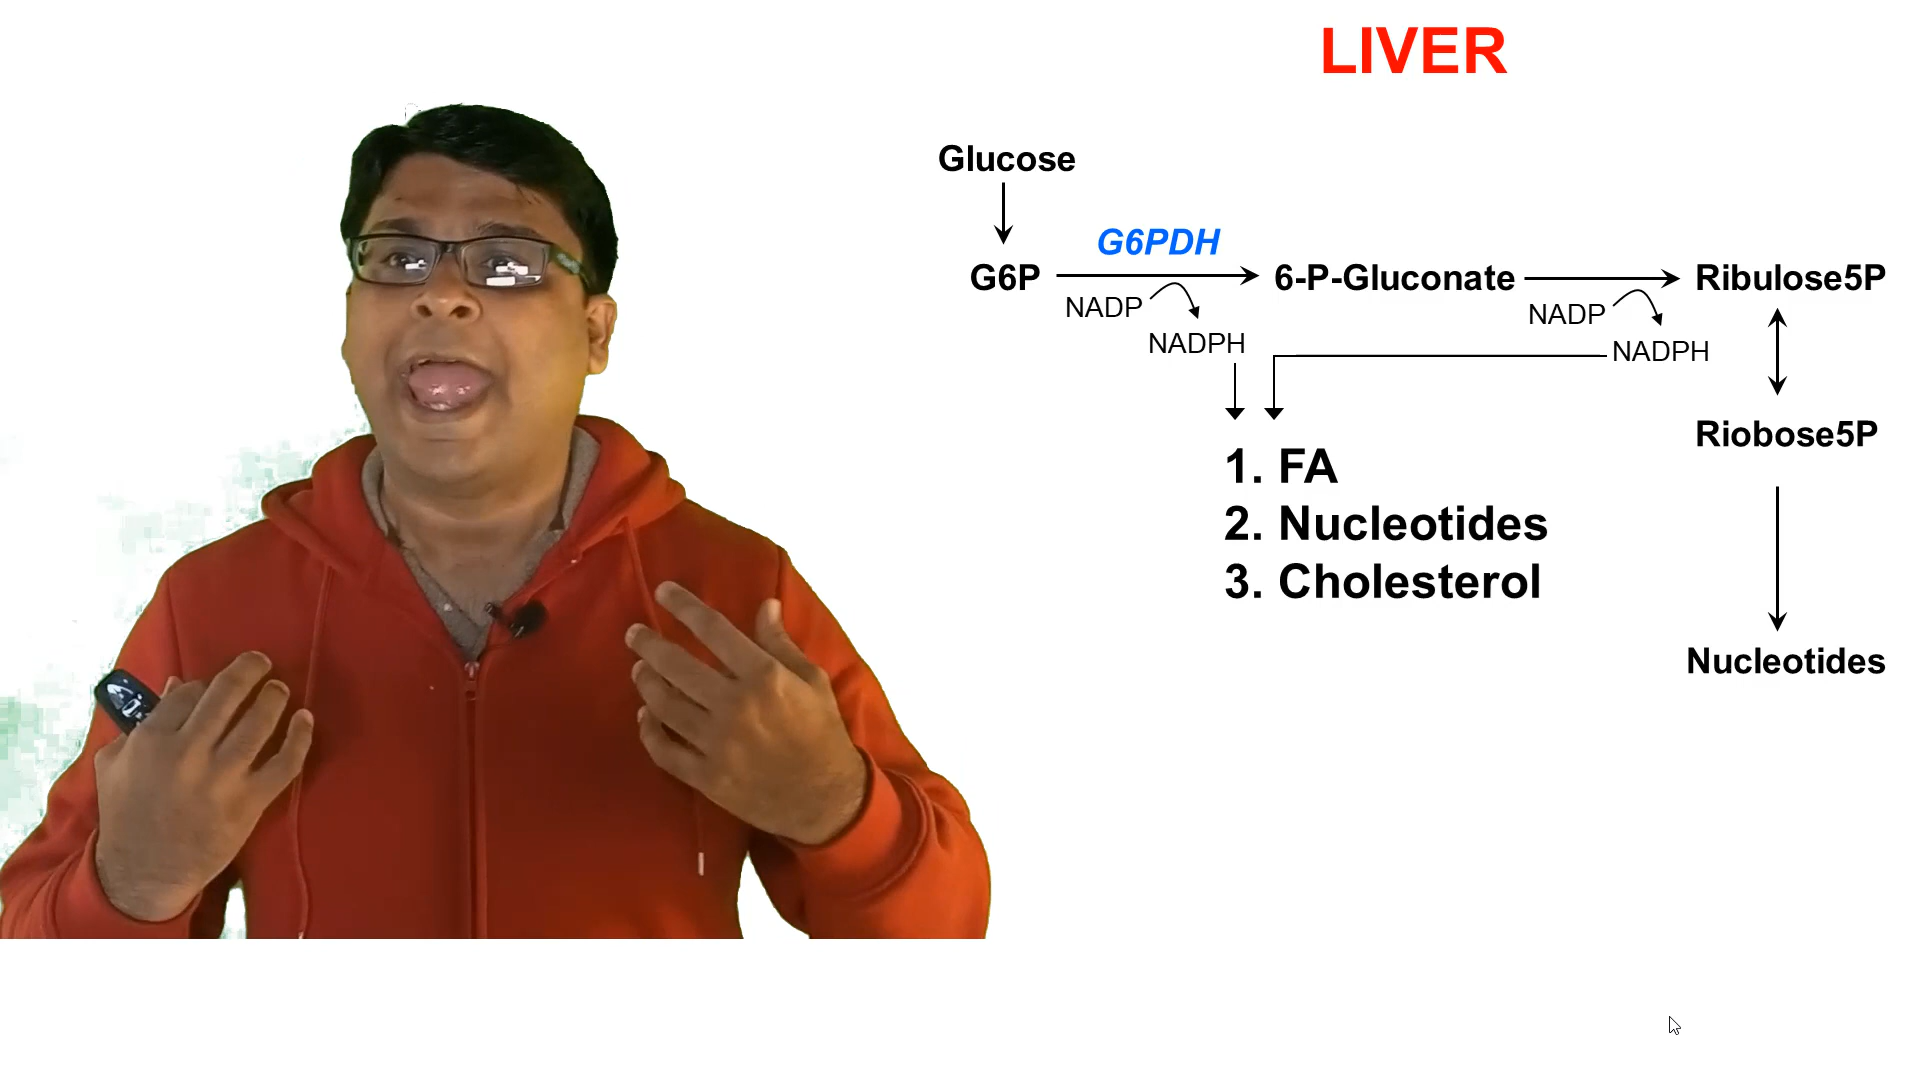 LIVER
Glucose
G6PDH
G6P
6-P-Gluconate
Ribulose5P
NADP
NADPH
NADP
NADPH
Riobose5P
1. FA
2. Nucleotides
3. Cholesterol
Nucleotides